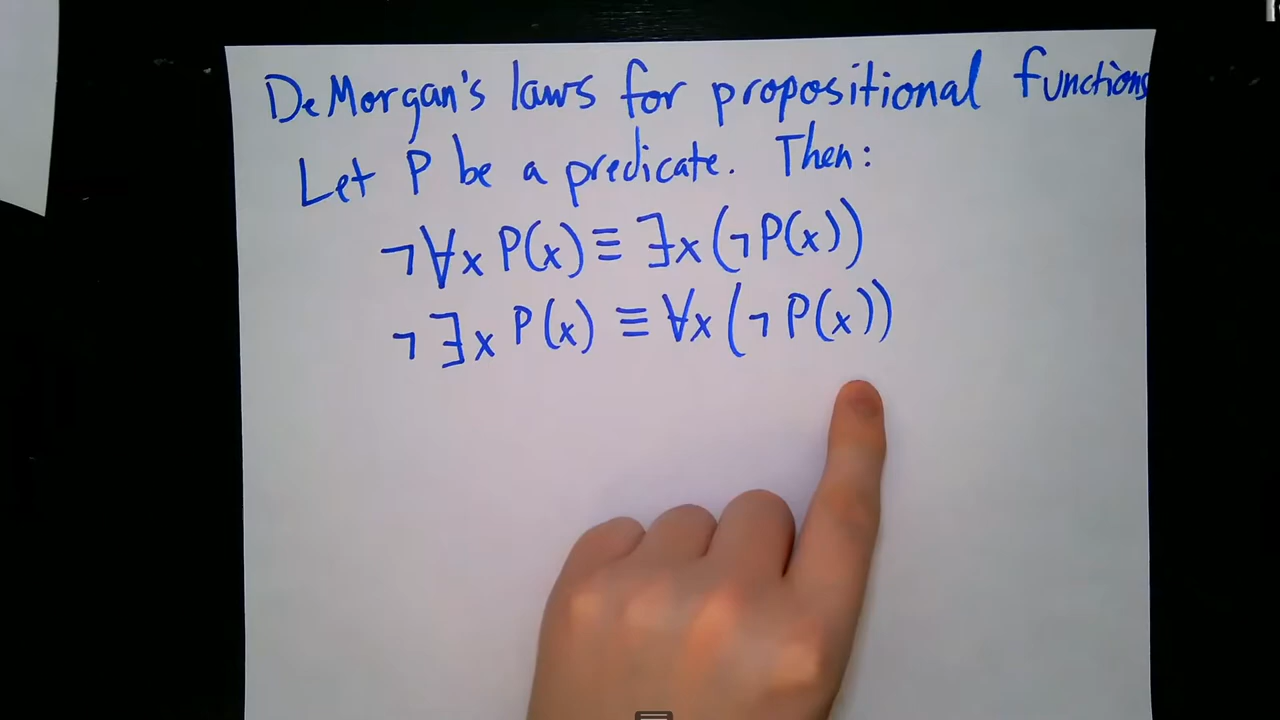 DeMorgan's laws for propositional functions
Let P be a predicate. Then:
¬∀x P(x) ≡ ∃x (¬P(x))
¬∃x P(x) ≡ ∀x (¬P(x))